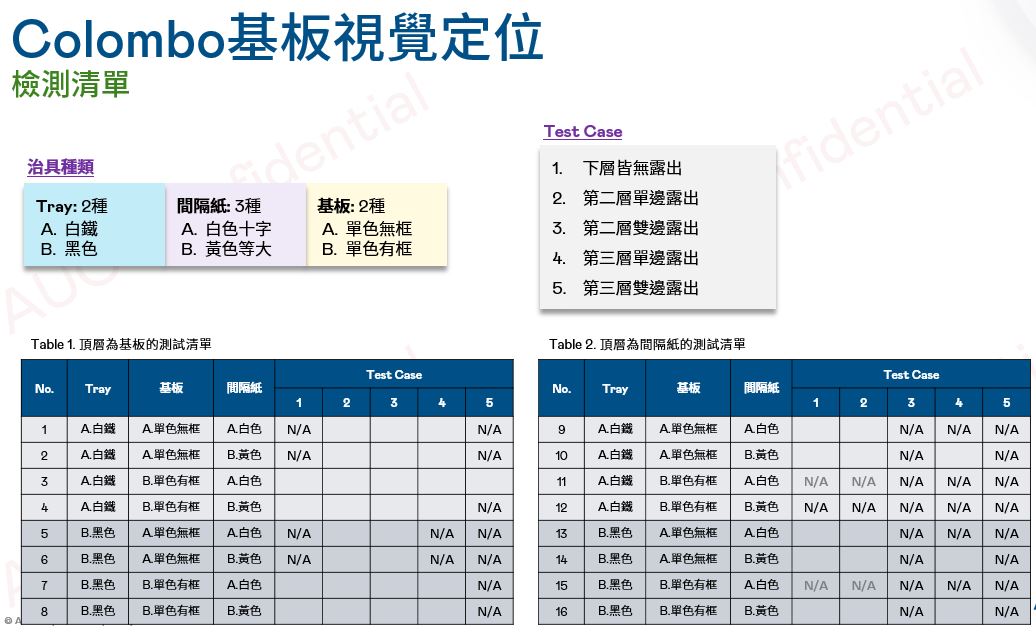 Colombo基板視覺定位
檢測清單
治具種類
Tray: 2種
A. 白鐵
B. 黑色
間隔紙: 3種
A. 白色十字
B. 黃色等大
基板: 2種
A. 單色無框
B. 單色有框
Test Case
1. 下層皆無露出
2. 第二層單邊露出
3. 第二層雙邊露出
4. 第三層單邊露出
5. 第三層雙邊露出
Table 1. 頂層為基板的測試清單
No. Tray 基板 間隔紙 Test Case
1 2 3 4 5
1 A.白鐵 A.單色無框 A.白色 N/A N/A
2 A.白鐵 A.單色無框 B.黃色 N/A N/A
3 A.白鐵 B.單色有框 A.白色
4 A.白鐵 B.單色有框 B.黃色 N/A
5 B.黑色 A.單色無框 A.白色 N/A N/A N/A
6 B.黑色 A.單色無框 B.黃色 N/A N/A N/A
7 B.黑色 B.單色有框 A.白色 N/A
8 B.黑色 B.單色有框 B.黃色 N/A
Table 2. 頂層為間隔紙的測試清單
No. Tray 基板 間隔紙 Test Case
1 2 3 4 5
9 A.白鐵 A.單色無框 A.白色 N/A N/A N/A
10 A.白鐵 A.單色無框 B.黃色 N/A N/A
11 A.白鐵 B.單色有框 A.白色 N/A N/A N/A N/A N/A
12 A.白鐵 B.單色有框 B.黃色 N/A N/A N/A N/A N/A
13 B.黑色 A.單色無框 A.白色 N/A N/A N/A
14 B.黑色 A.單色無框 B.黃色 N/A N/A
15 B.黑色 B.單色有框 A.白色 N/A N/A N/A N/A N/A
16 B.黑色 B.單色有框 B.黃色 N/A N/A